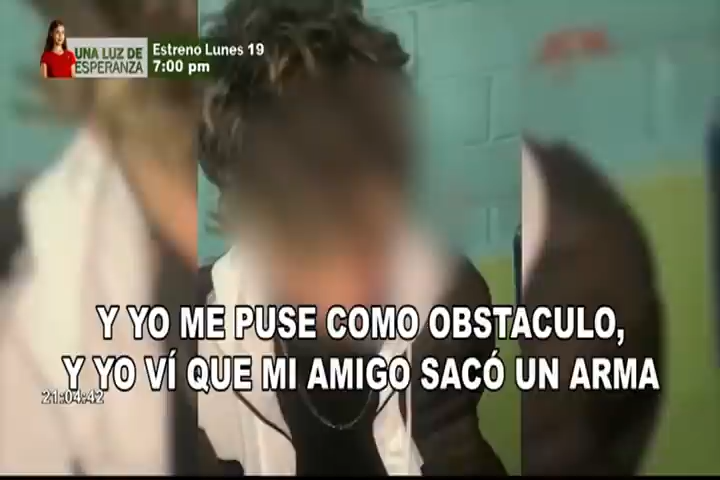 UNA LUZ DE
ESPERANZA
Estreno Lunes 19
7:00 pm
Y YO ME PUSE COMO OBSTACULO,
Y YO VÍ QUE MI AMIGO SACÓ UN ARMA
21:04:42